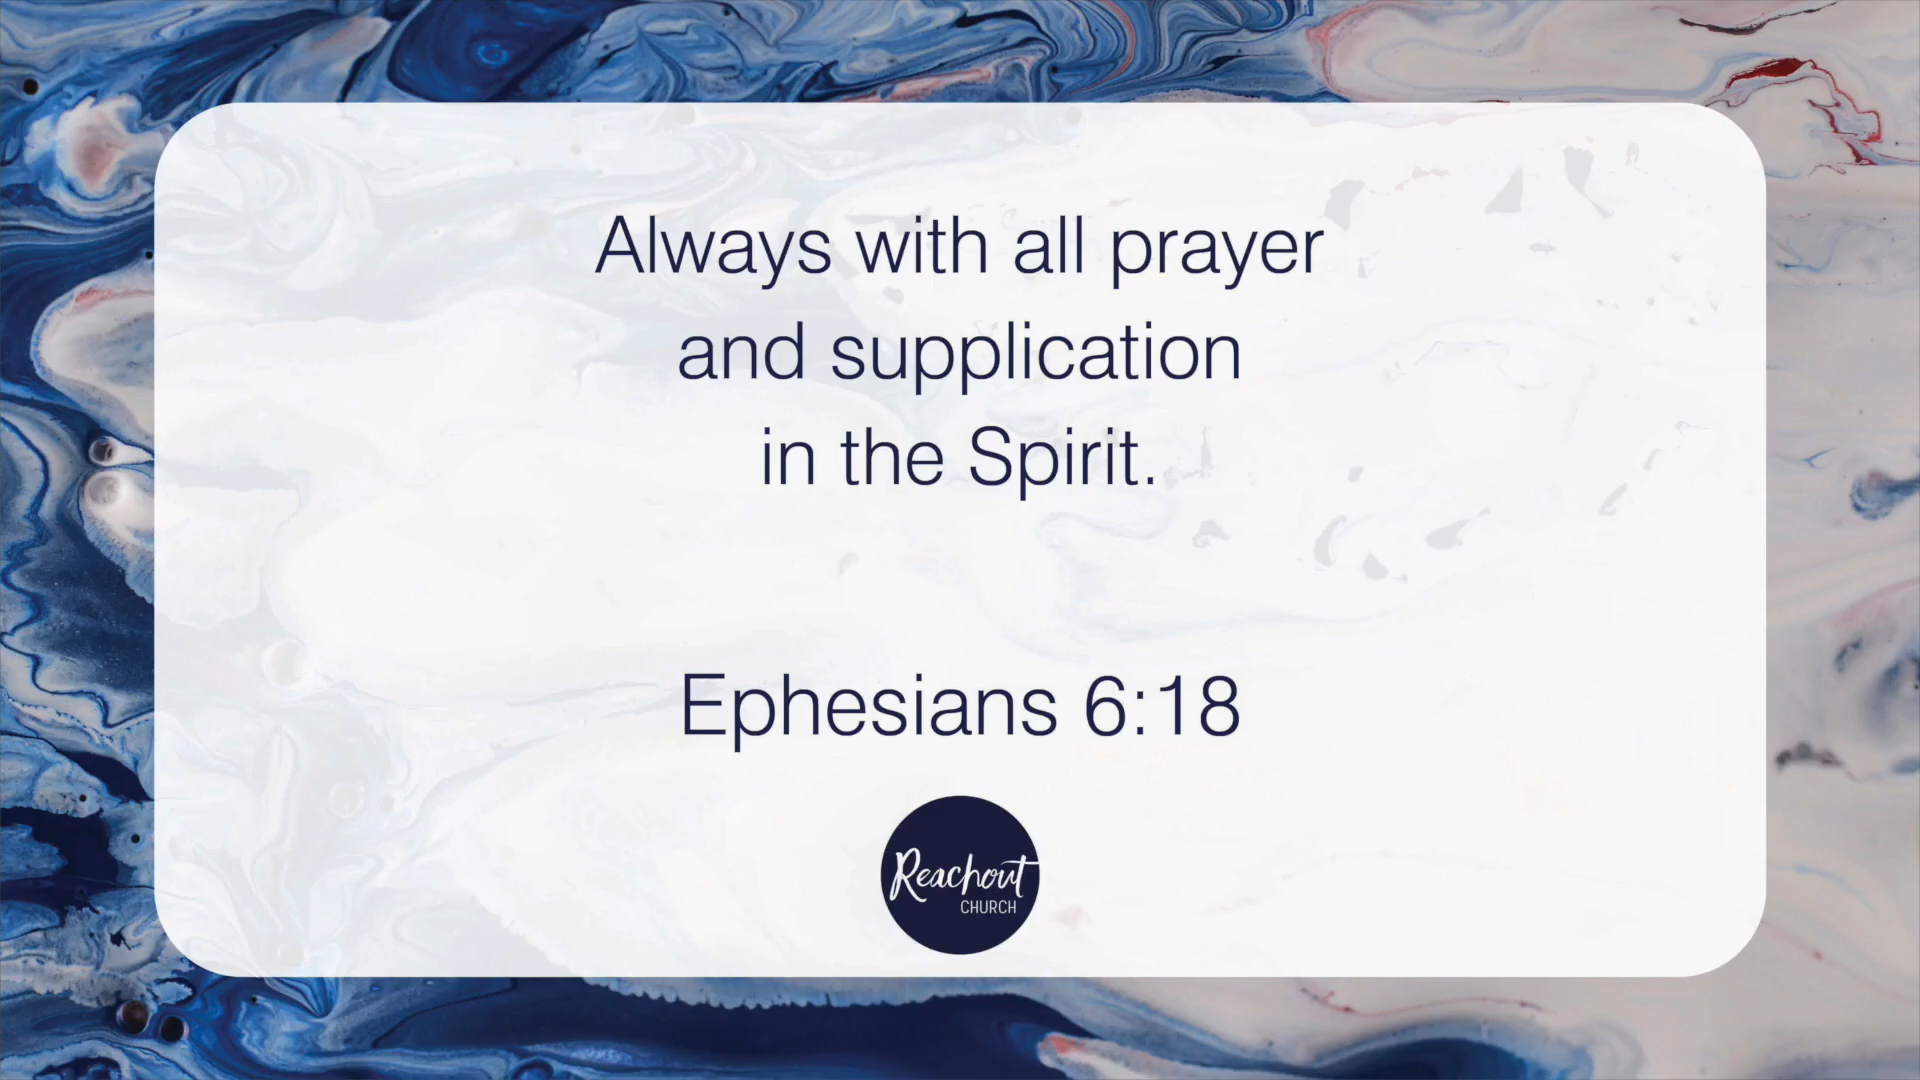 Always with all prayer
and supplication
in the Spirit.
Ephesians 6:18
Reachout
CHURCH